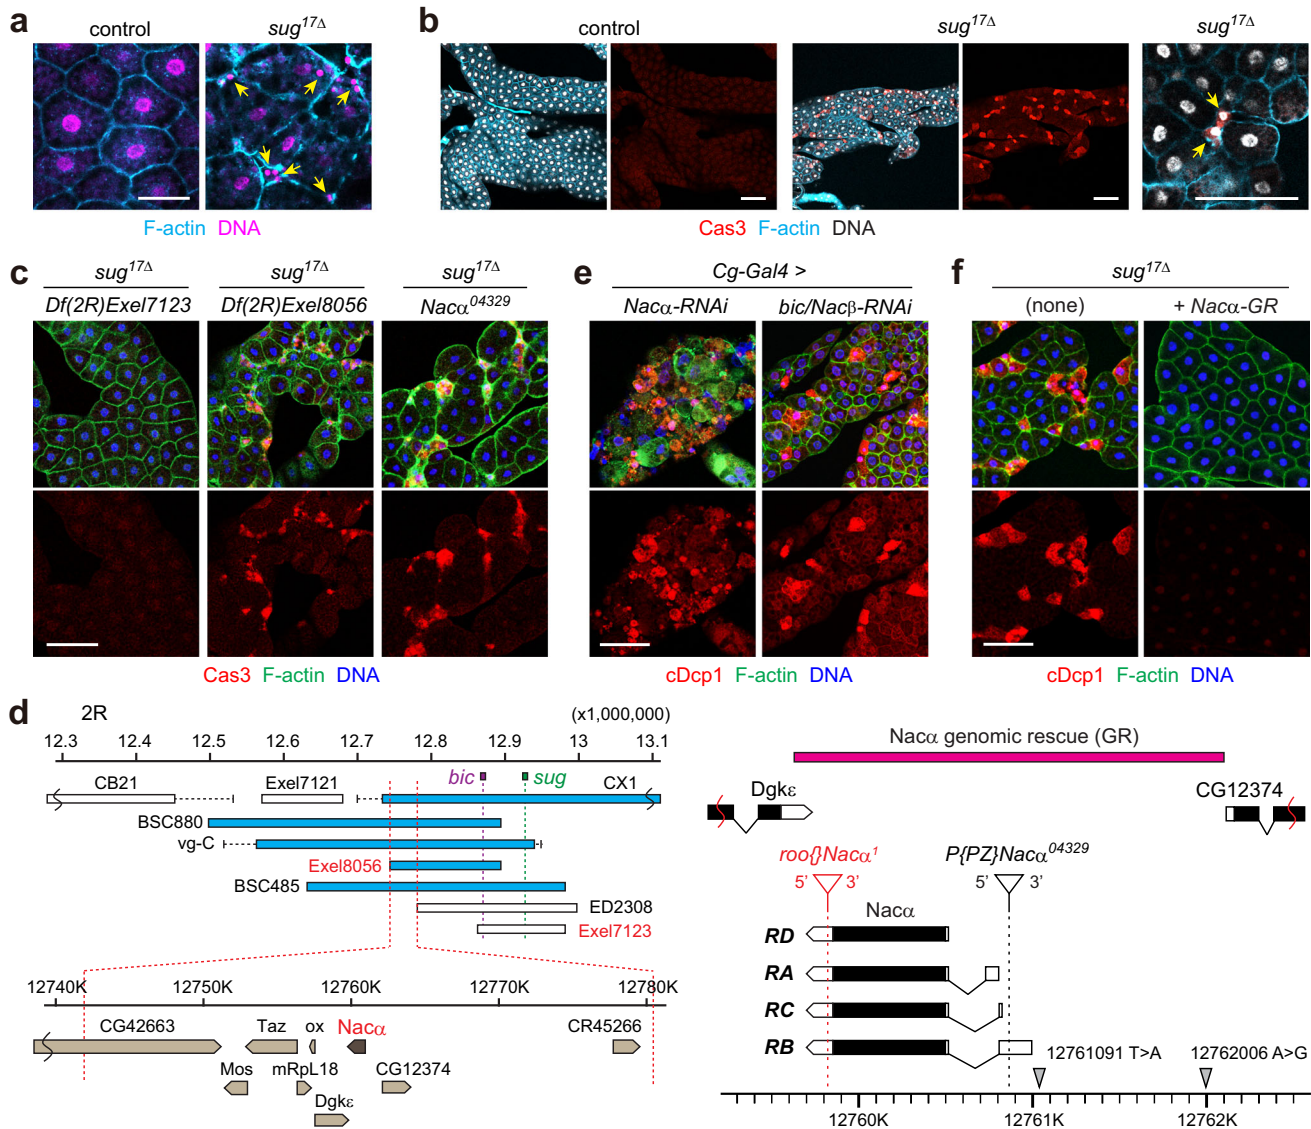 a
control
sug17Δ
F-actin DNA
b
control
sug17Δ
sug17Δ
Cas3 F-actin DNA
c
sug17Δ
Df(2R)Exel7123
sug17Δ
Df(2R)Exel8056
sug17Δ
Nacα04329
Cas3 F-actin DNA
e
Cg-Gal4 >
Nacα-RNAi
bic/Nacβ-RNAi
cDcp1 F-actin DNA
f
sug17Δ
(none)
+ Nacα-GR
cDcp1 F-actin DNA
d
2R
(x1,000,000)
12.3 12.4 12.5 12.6 12.7 12.8 12.9 13 13.1
bic
sug
CB21
Exel7121
CX1
BSC880
vg-C
Exel8056
BSC485
ED2308
Exel7123
12740K 12750K 12760K 12770K 12780K
CG42663
Taz
ox
Nacα
CR45266
Mos
mRpL18
CG12374
Dgkε
Nacα genomic rescue (GR)
Dgkε
CG12374
roo{}Nacα1
P{PZ}Nacα04329
5’ 3’
5’ 3’
Nacα
RD
RA
RC
RB
12761091 T>A
12762006 A>G
12760K 12761K 12762K